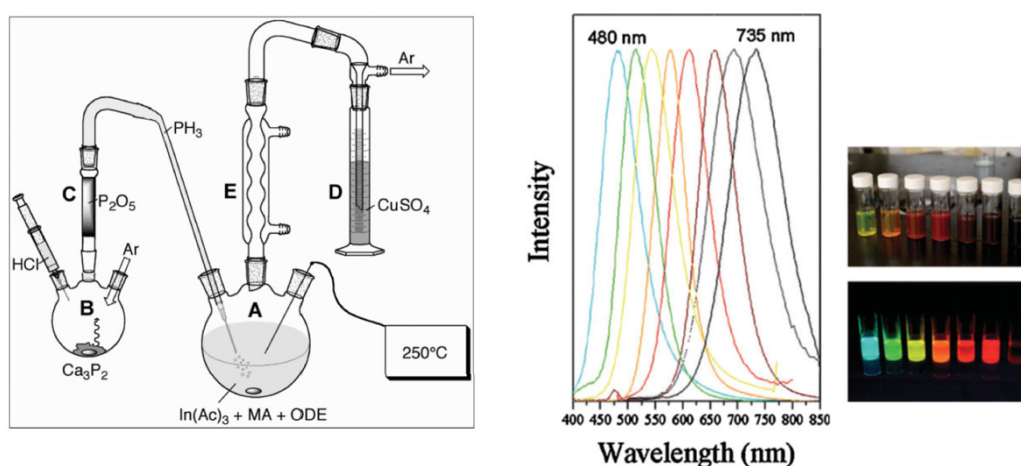 Ar
PH₃
C
P₂O₅
E
D
CuSO₄
HCl
Ar
B
A
Ca₃P₂
250°C
In(Ac)₃ + MA + ODE
480 nm
735 nm
Intensity
400 450 500 550 600 650 700 750 800 850
Wavelength (nm)